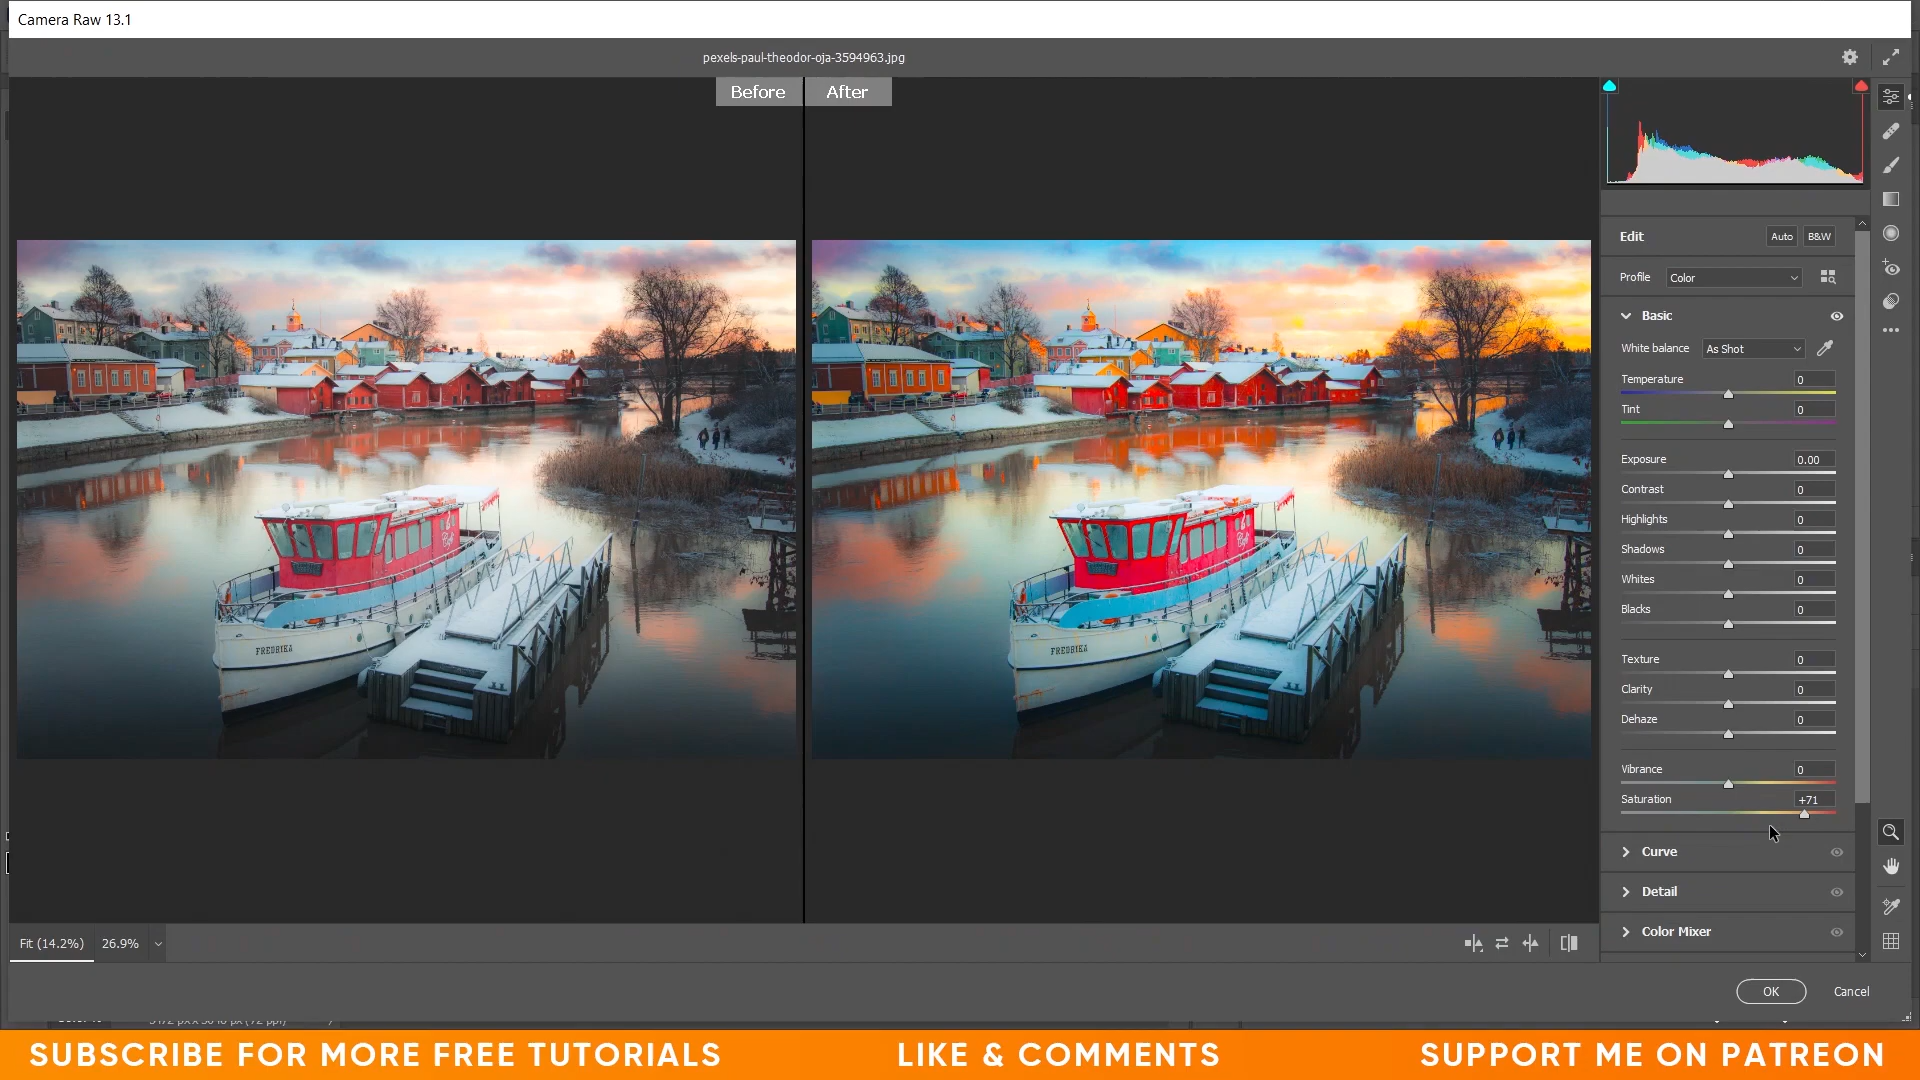 Camera Raw 13.1
pexels-paul-theodor-oja-3594963.jpg
Before After
Edit Auto B&W
Profile Color
Basic
White balance As Shot
Temperature 0
Tint 0
Exposure 0.00
Contrast 0
Highlights 0
Shadows 0
Whites 0
Blacks 0
Texture 0
Clarity 0
Dehaze 0
Vibrance 0
Saturation +71
Curve
Detail
Color Mixer
FREDRIKA FREDRIKA
Fit (14.2%) 26.9%
OK Cancel
SUBSCRIBE FOR MORE FREE TUTORIALS LIKE & COMMENTS SUPPORT ME ON PATREON